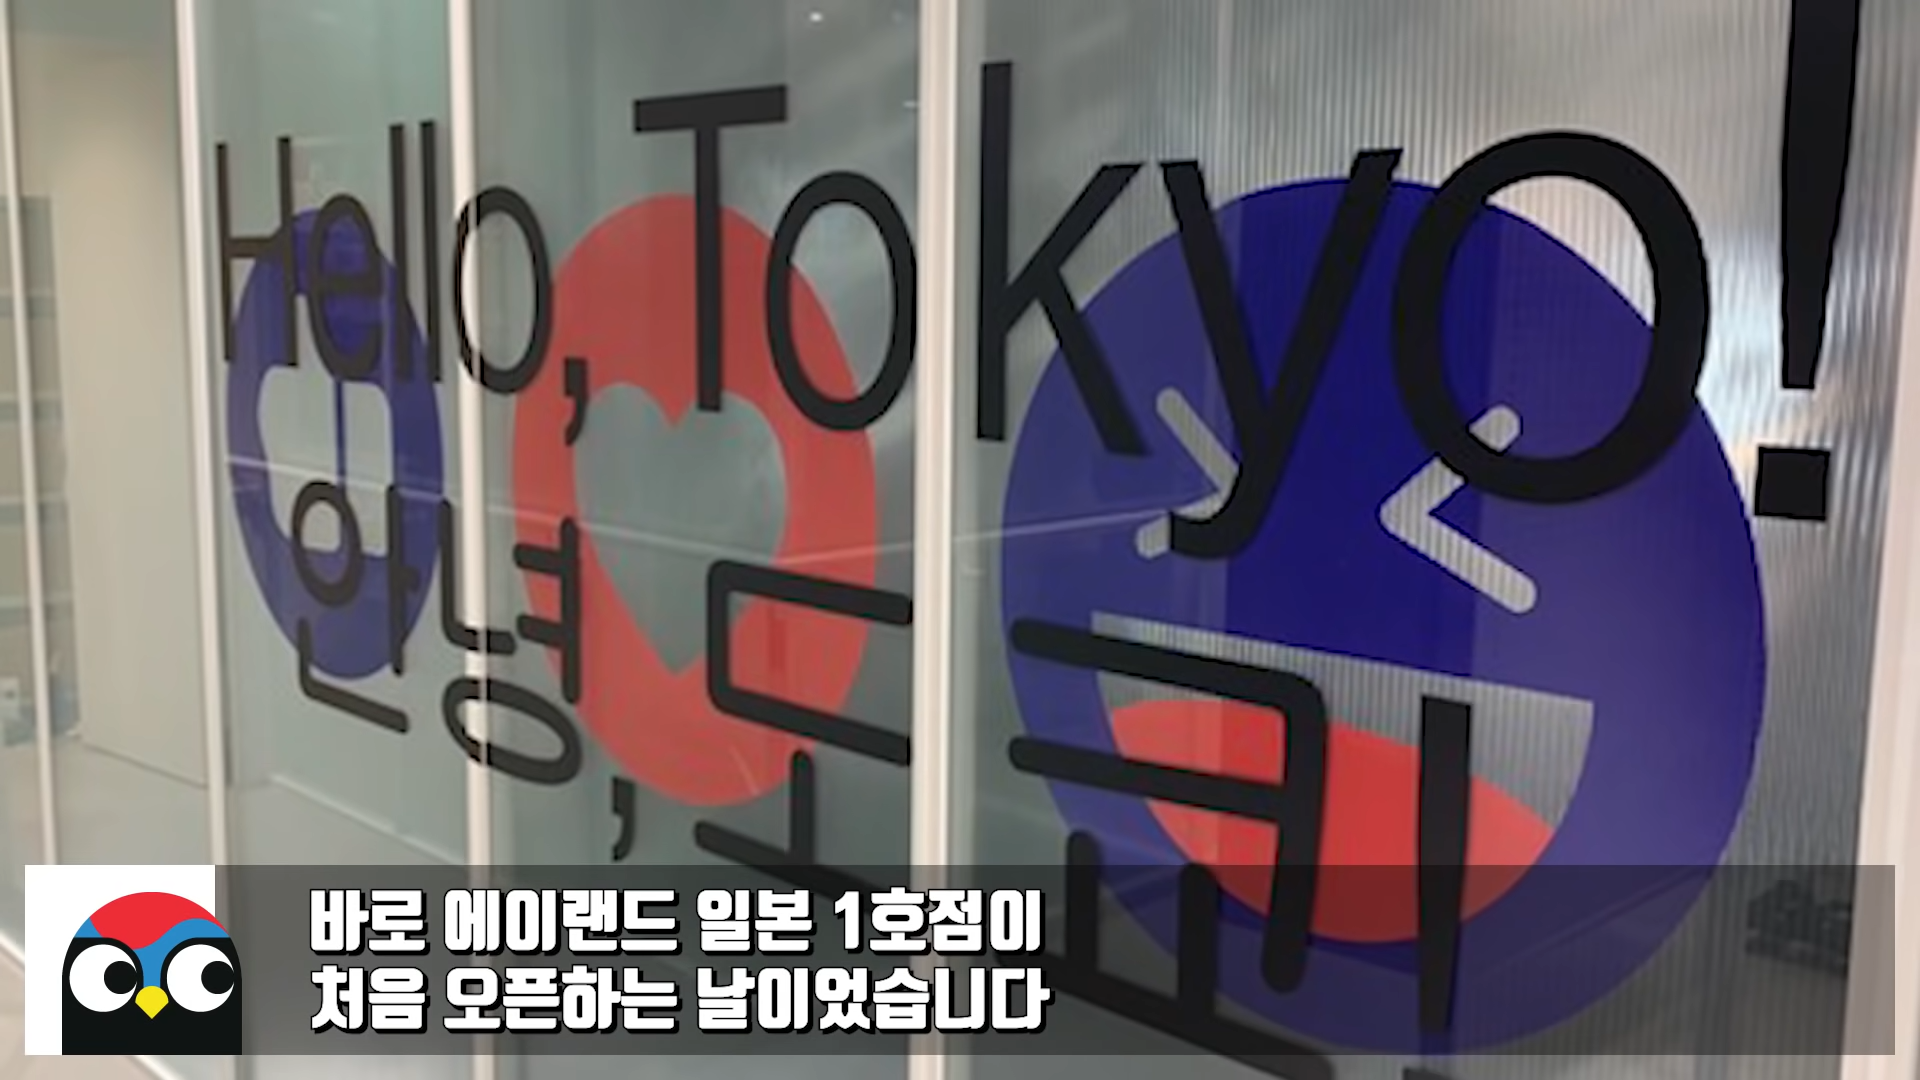 Hello, Tokyo!
안녕, 도쿄!
바로 에이랜드 일본 1호점이
처음 오픈하는 날이었습니다